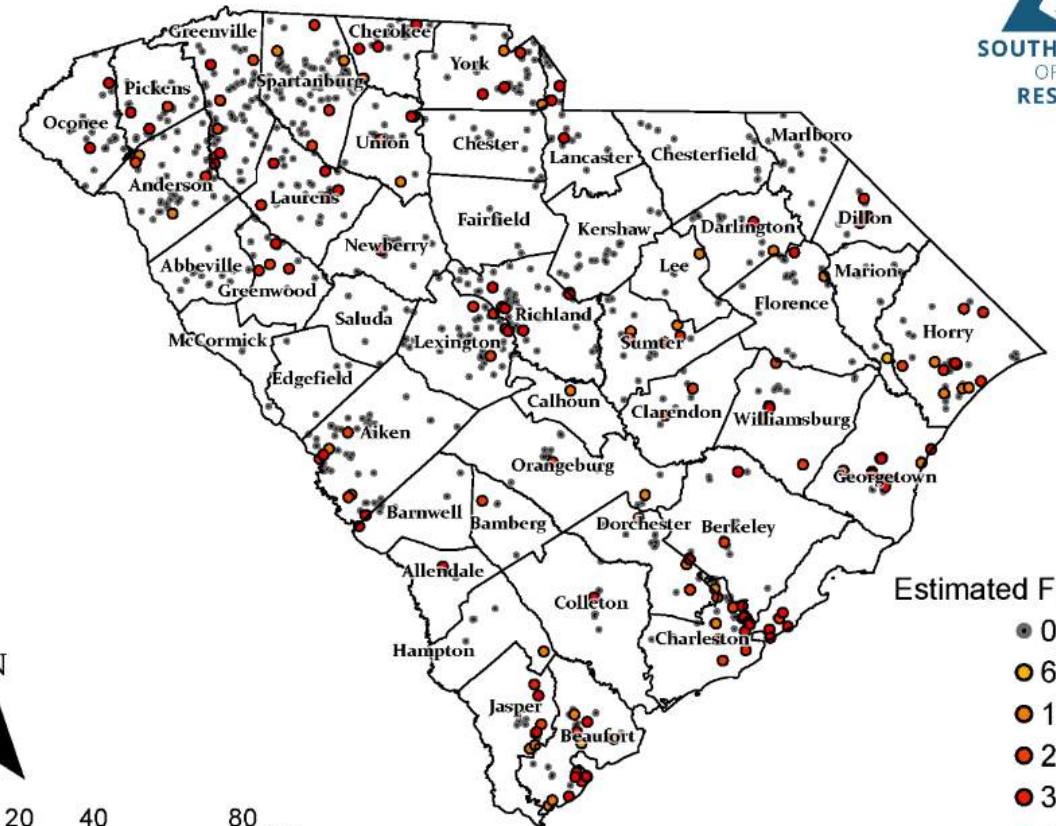 SOUTH
OF
RES
Greenville
Cherokee
York
Spartanburg
Pickens
Oconee
Union
Chester
Lancaster
Chesterfield
Marlboro
Anderson
Laurens
Fairfield
Kershaw
Darlington
Dillon
Newberry
Lee
Marion
Abbeville
Greenwood
Florence
Saluda
Richland
Horry
McCormick
Lexington
Sumter
Edgefield
Calhoun
Clarendon
Williamsburg
Aiken
Orangeburg
Georgetown
Barnwell
Bamberg
Dorchester
Berkeley
Allendale
Colleton
Estimated F
0
Charleston
Hampton
N
6
Jasper
1
Beaufort
2
3
20 40 80